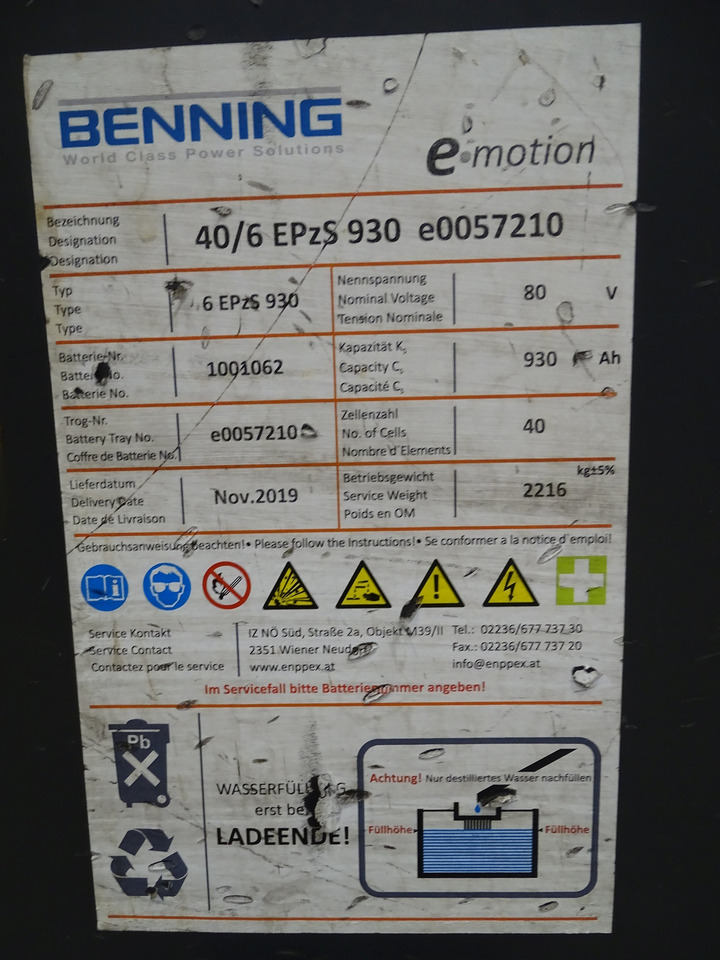 BENNING
World Class Power Solutions
e•motion
Bezeichnung
Designation
Designation
40/6 EPzS 930 e0057210
Typ
Type
Type
6 EPzS 930
Nennspannung
Nominal Voltage
Tension Nominale
80 V
Batterie-Nr.
No.
Batterie No.
1001062
Kapazität K5
Capacity C5
Capacité C5
930 Ah
Trog-Nr.
Battery Tray No.
Coffre de Batterie No.
e0057210
Zellenzahl
No. of Cells
Nombre d'Elements
40
Lieferdatum
Delivery Date
Date de Livraison
Nov.2019
Betriebsgewicht
Service Weight
Poids en OM
2216
kg±5%
Gebrauchsanweisung beachten!• Please follow the Instructions!• Se conformer a la notice d'emploi!
Service Kontakt
Service Contact
Contactez pour le service
IZ NÖ Süd, Straße 2a, Objekt M39/II
2351 Wiener Neudorf
www.enppex.at
Tel.: 02236/677 737 30
Fax.: 02236/677 737 20
info@enppex.at
Im Servicefall bitte Batterienummer angeben!
Pb
WASSERFÜLLUNG
erst bei
LADEENDE!
Achtung! Nur destilliertes Wasser nachfüllen
Füllhöhe
Füllhöhe